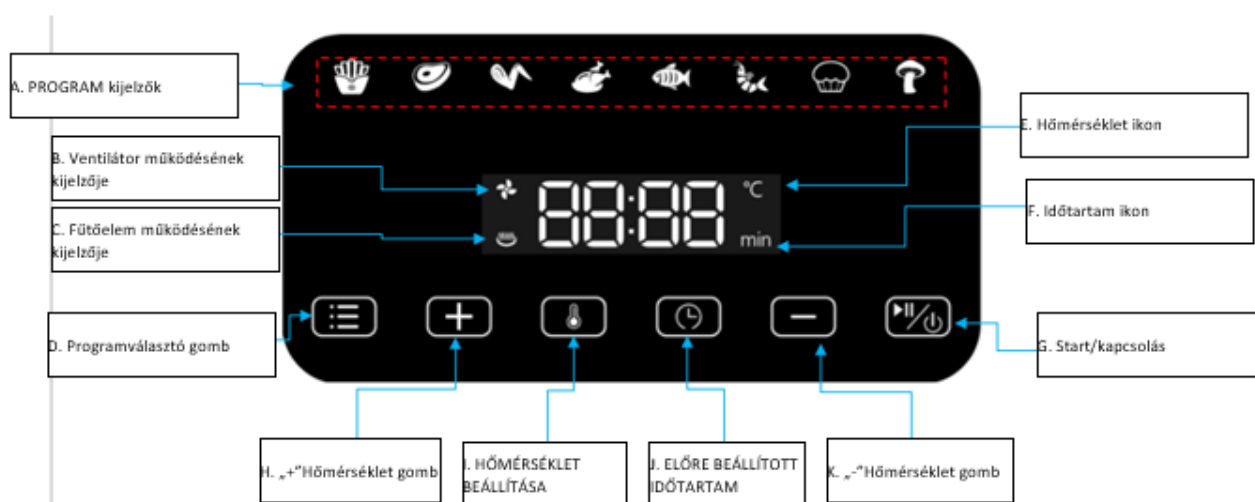 A. PROGRAM kijelzők
B. Ventilátor működésének
kijelzője
C. Fűtőelem működésének
kijelzője
D. Programválasztó gomb
88:88
°C
min
E. Hőmérséklet ikon
F. Időtartam ikon
G. Start/kapcsolás
H. „+”Hőmérséklet gomb
I. HŐMÉRSÉKLET
BEÁLLÍTÁSA
J. ELŐRE BEÁLLÍTOTT
IDŐTARTAM
K. „-”Hőmérséklet gomb